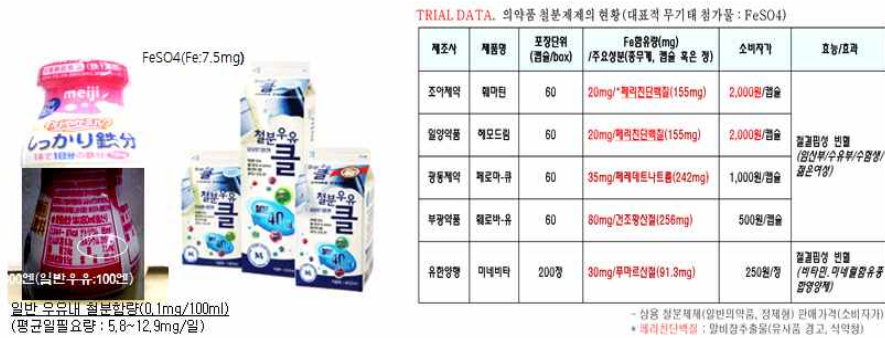 FeSO4(Fe:7.5mg)
meiji
しっかり鉄分
철분우유
클
철분우유
클
철분우유
클
00엔(일반우유:100엔)
일반 우유내 철분함량(0.1mg/100ml)
(평균일필요량 : 5.8~12.9mg/일)
TRIAL DATA. 의약품 철분제제의 현황(대표적 무기태 첨가물 : FeSO4)
제조사 제품명 포장단위(캡슐/box) Fe함유량(mg)/주요성분(총무게, 캡슐 혹은 정) 소비자가 효능/효과
조아제약 훼마틴 60 20mg/*페리친단백질(155mg) 2,000원/캡슐
일양약품 헤모드림 60 20mg/페리친단백질(155mg) 2,000원/캡슐
광동제약 페로마-큐 60 35mg/페레데트나트륨(242mg) 1,000원/캡슐
부광약품 훼로바-유 60 80mg/건조황산철(256mg) 500원/캡슐
철결핍성 빈혈
(임산부/수유부/수험생/
젊은여성)
유한양행 미네비타 200정 30mg/푸마르산철(91.3mg) 250원/정
철결핍성 빈혈
(비타민.미네랄함유종
합영양제)
- 상용 철분제제(일반의약품, 정제형) 판매가격(소비자가)
* 페리친단백질 : 말비장추출물(유사품 경고, 식약청)